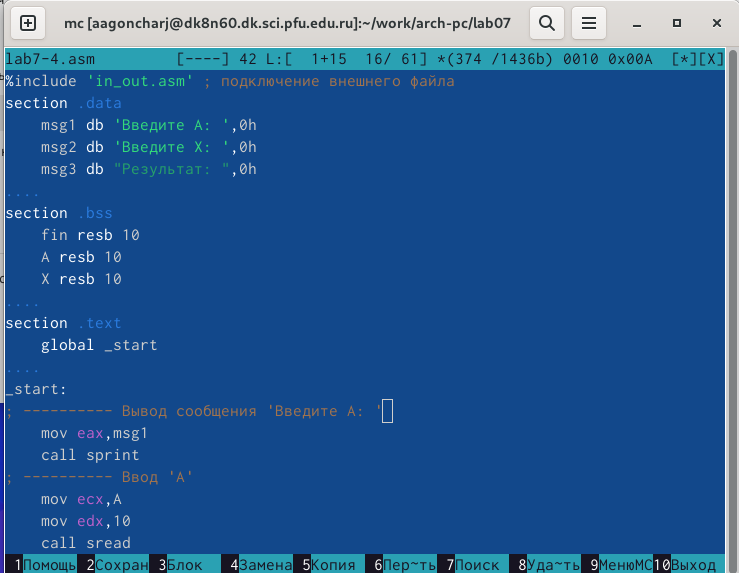 mc [aagoncharj@dk8n60.dk.sci.pfu.edu.ru]:~/work/arch-pc/lab07
lab7-4.asm [----] 42 L:[ 1+15 16/ 61] *(374 /1436b) 0010 0x00A [*][X]
%include 'in_out.asm' ; подключение внешнего файла
section .data
    msg1 db 'Введите A: ',0h
    msg2 db 'Введите X: ',0h
    msg3 db "Результат: ",0h
....
section .bss
    fin resb 10
    A resb 10
    X resb 10
....
section .text
    global _start
....
_start:
; ---------- Вывод сообщения 'Введите A: '
    mov eax,msg1
    call sprint
; ---------- Ввод 'A'
    mov ecx,A
    mov edx,10
    call sread
1Помощь 2Сохран 3Блок 4Замена 5Копия 6Пер~ть 7Поиск 8Уда~ть 9МенюMC 10Выход